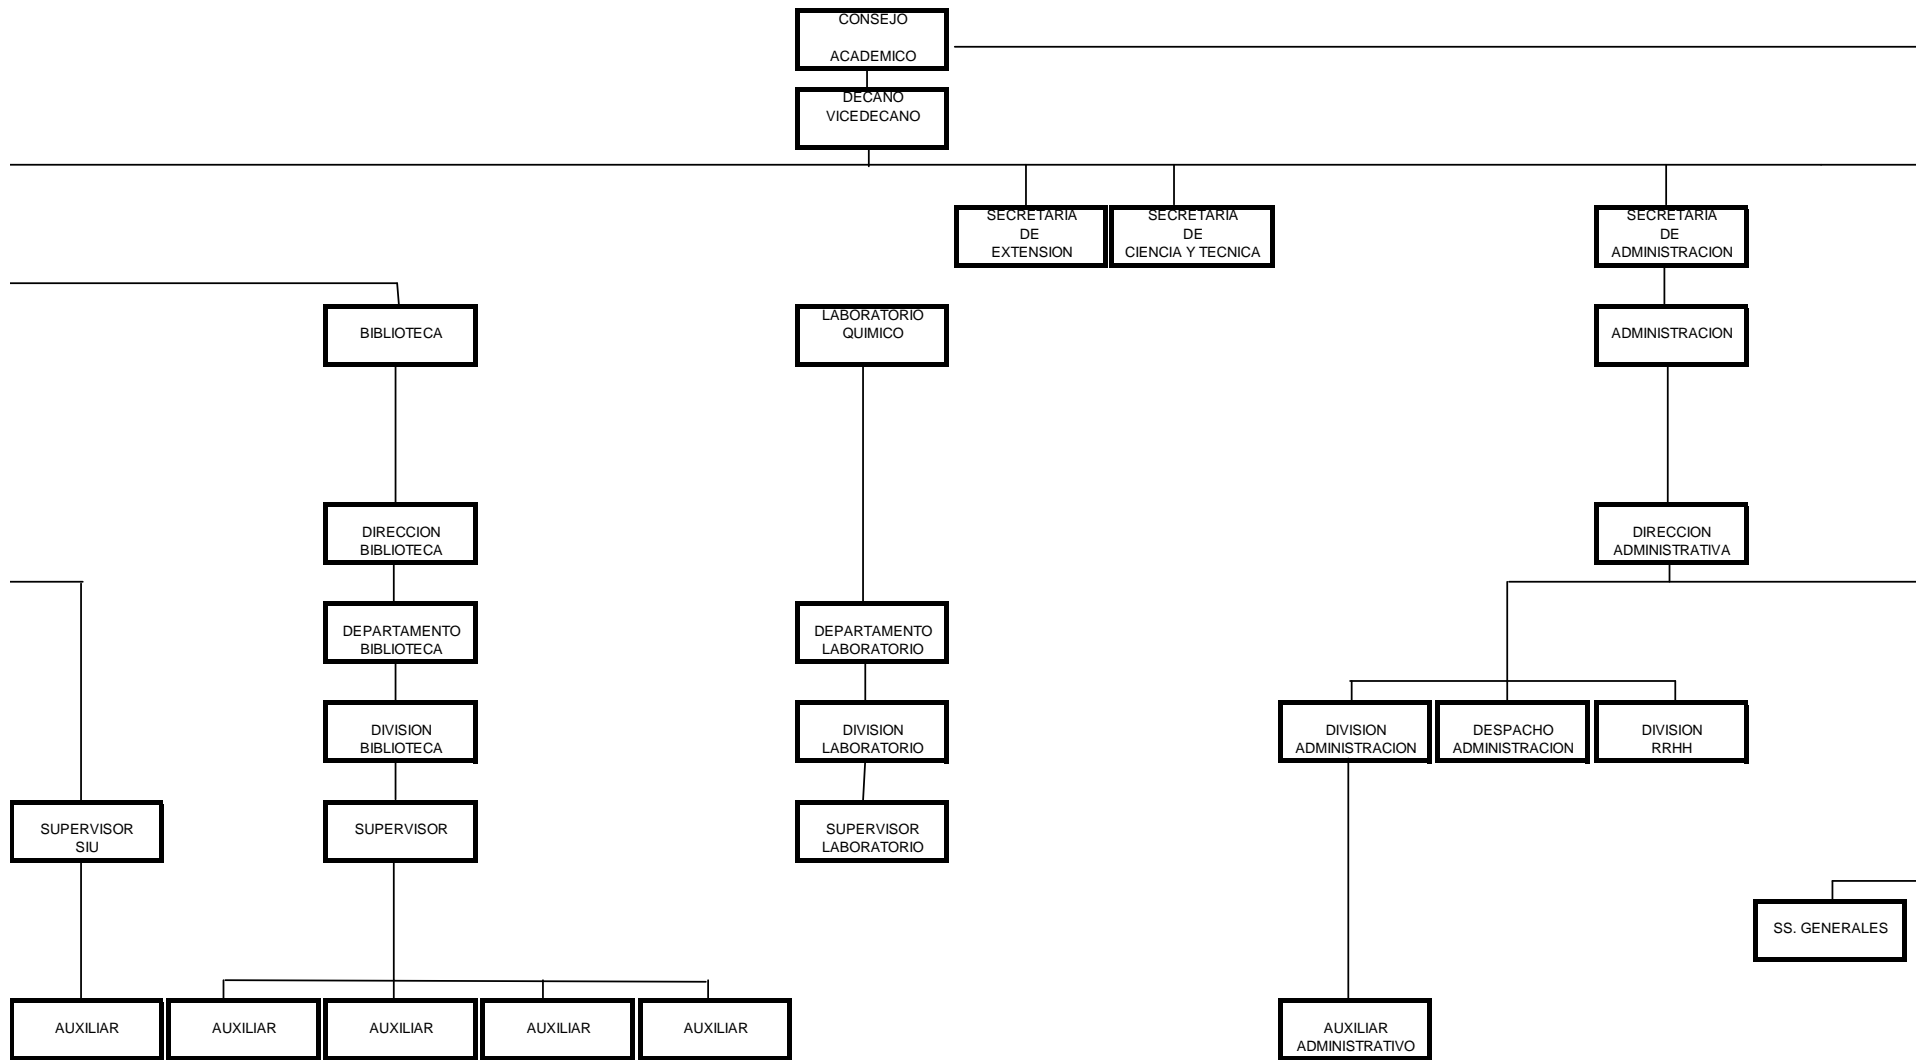 CONSEJO
ACADEMICO
DECANO
VICEDECANO
SECRETARIA
DE
EXTENSION
SECRETARIA
DE
CIENCIA Y TECNICA
SECRETARIA
DE
ADMINISTRACION
BIBLIOTECA
LABORATORIO
QUIMICO
ADMINISTRACION
DIRECCION
BIBLIOTECA
DIRECCION
ADMINISTRATIVA
DEPARTAMENTO
BIBLIOTECA
DEPARTAMENTO
LABORATORIO
DIVISION
BIBLIOTECA
DIVISION
LABORATORIO
DIVISION
ADMINISTRACION
DESPACHO
ADMINISTRACION
DIVISION
RRHH
SUPERVISOR
SIU
SUPERVISOR
SUPERVISOR
LABORATORIO
SS. GENERALES
AUXILIAR
AUXILIAR
AUXILIAR
AUXILIAR
AUXILIAR
AUXILIAR
ADMINISTRATIVO